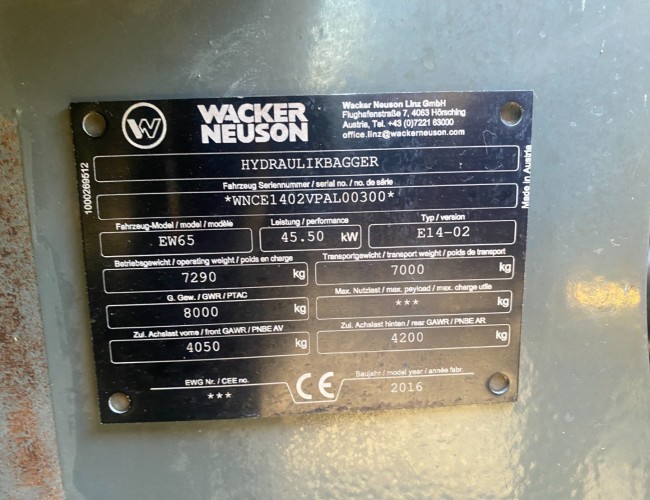 WACKER
NEUSON
Wacker Neuson Linz GmbH
Flughafenstraße 7, 4063 Hörsching
Austria, Tel. +43 (0)7221 63000
office.linz@wackerneuson.com
1000269512
Made in Austria
HYDRAULIKBAGGER
Fahrzeug Seriennummer / serial no. / no. de série
*WNCE1402VPAL00300*
Fahrzeug-Model / model / modèle
EW65
Leistung / performance
45.50 kW
Typ / version
E14-02
Betriebsgewicht / operating weight / poids en charge
7290 kg
Transportgewicht / transport weight / poids de transport
7000 kg
G. Gew. / GWR / PTAC
8000 kg
Max. Nutzlast / max. payload / max. charge utile
*** kg
Zul. Achslast vorne / front GAWR / PNBE AV
4050 kg
Zul. Achslast hinten / rear GAWR / PNBE AR
4200 kg
EWG Nr. / CEE no.
***
CE
Baujahr / model year / année fabr.
2016